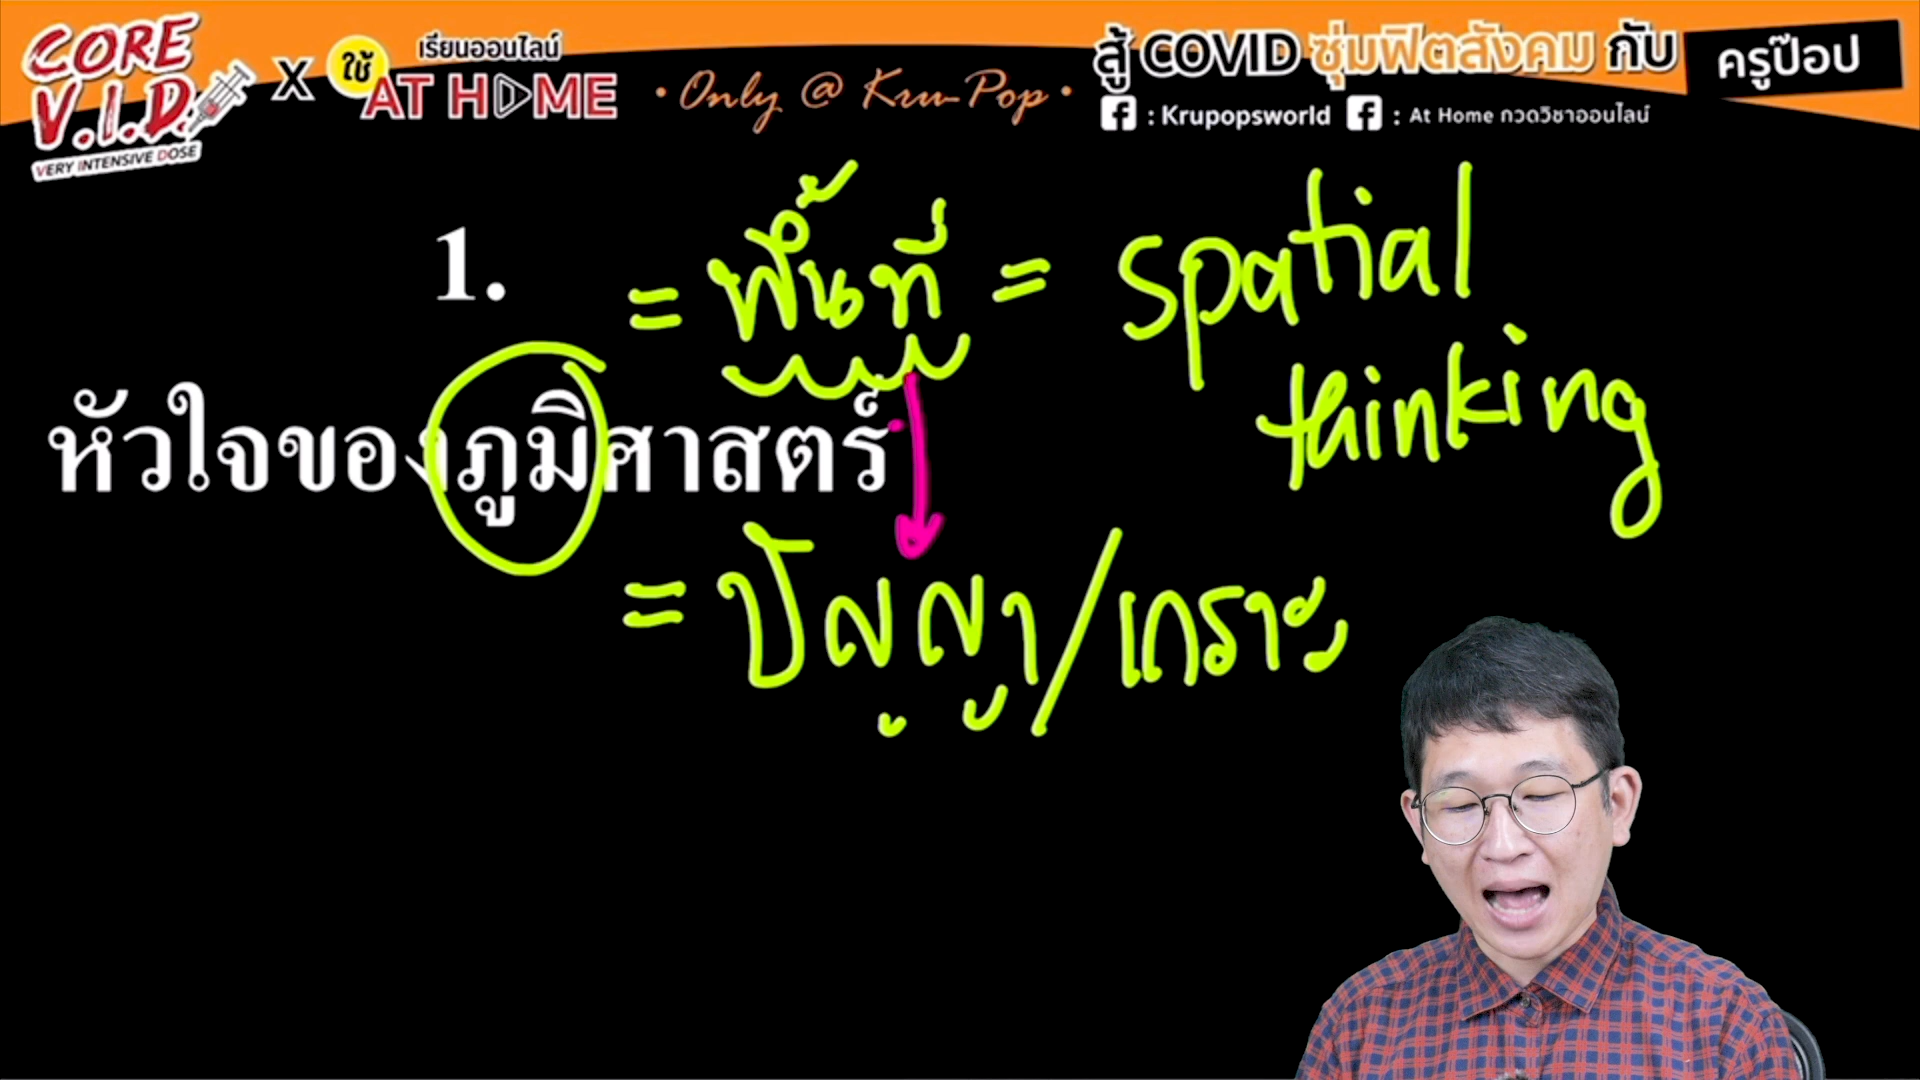 CORE
V.I.D.
VERY INTENSIVE DOSE
X
ใช้
เรียนออนไลน์
AT HOME
• Only @ Kru-Pop •
สู้ COVID ซุ่มฟิตสังคม กับ ครูป๊อป
: Krupopsworld : At Home กวดวิชาออนไลน์
1.
= พื้นที่ = spatial
thinking
หัวใจของภูมิศาสตร์
= ปัญญา/เคราะ